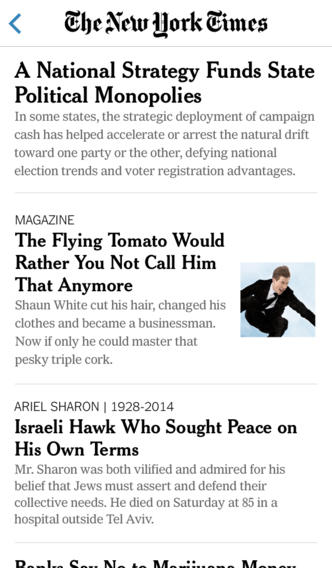 The New York Times
A National Strategy Funds State
Political Monopolies
In some states, the strategic deployment of campaign
cash has helped accelerate or arrest the natural drift
toward one party or the other, defying national
election trends and voter registration advantages.
MAGAZINE
The Flying Tomato Would
Rather You Not Call Him
That Anymore
Shaun White cut his hair, changed his
clothes and became a businessman.
Now if only he could master that
pesky triple cork.
ARIEL SHARON | 1928-2014
Israeli Hawk Who Sought Peace on
His Own Terms
Mr. Sharon was both vilified and admired for his
belief that Jews must assert and defend their
collective needs. He died on Saturday at 85 in a
hospital outside Tel Aviv.
Banks Say No to Marijuana Money,